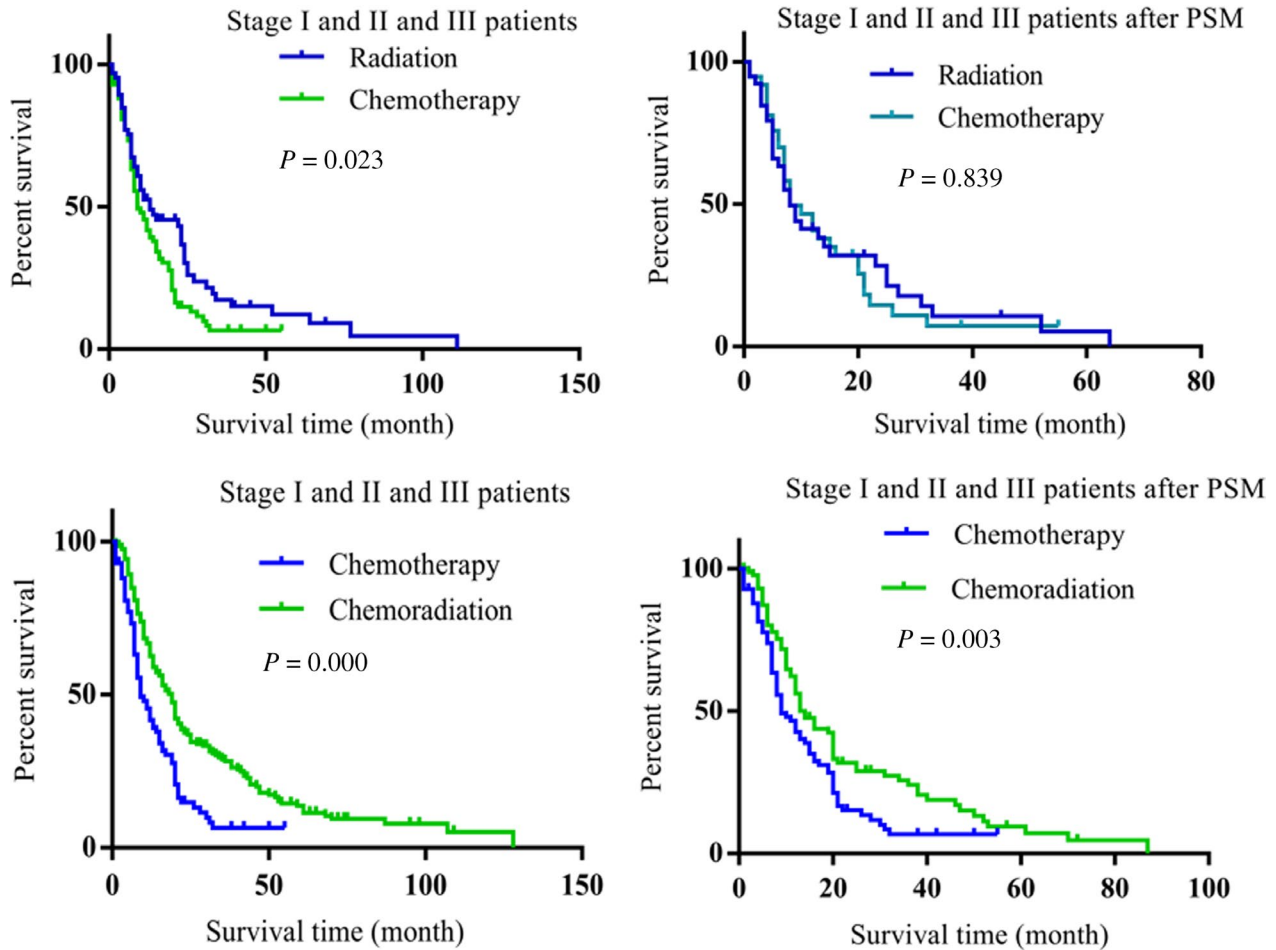 Stage I and II and III patients
Radiation
Chemotherapy
P = 0.023
Percent survival
100
50
0
0 50 100 150
Survival time (month)
Stage I and II and III patients after PSM
Radiation
Chemotherapy
P = 0.839
Percent survival
100
50
0
0 20 40 60 80
Survival time (month)
Stage I and II and III patients
Chemotherapy
Chemoradiation
P = 0.000
Percent survival
100
50
0
0 50 100 150
Survival time (month)
Stage I and II and III patients after PSM
Chemotherapy
Chemoradiation
P = 0.003
Percent survival
100
50
0
0 20 40 60 80 100
Survival time (month)